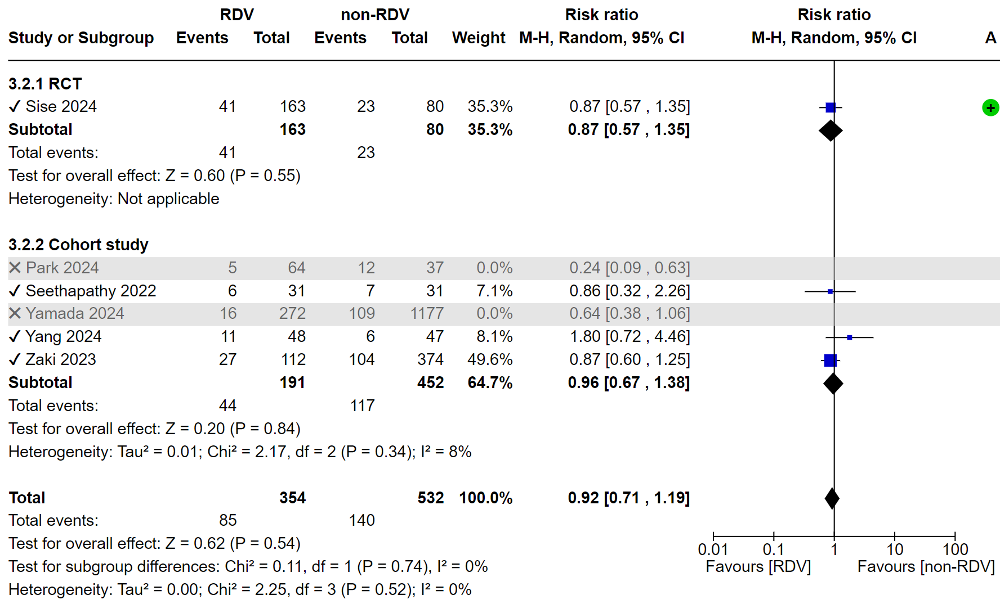 RDV non-RDV Risk ratio Risk ratio
Study or Subgroup Events Total Events Total Weight M-H, Random, 95% CI M-H, Random, 95% CI A
3.2.1 RCT
✓ Sise 2024 41 163 23 80 35.3% 0.87 [0.57 , 1.35] +
Subtotal 163 80 35.3% 0.87 [0.57 , 1.35]
Total events: 41 23
Test for overall effect: Z = 0.60 (P = 0.55)
Heterogeneity: Not applicable
3.2.2 Cohort study
✕ Park 2024 5 64 12 37 0.0% 0.24 [0.09 , 0.63]
✓ Seethapathy 2022 6 31 7 31 7.1% 0.86 [0.32 , 2.26]
✕ Yamada 2024 16 272 109 1177 0.0% 0.64 [0.38 , 1.06]
✓ Yang 2024 11 48 6 47 8.1% 1.80 [0.72 , 4.46]
✓ Zaki 2023 27 112 104 374 49.6% 0.87 [0.60 , 1.25]
Subtotal 191 452 64.7% 0.96 [0.67 , 1.38]
Total events: 44 117
Test for overall effect: Z = 0.20 (P = 0.84)
Heterogeneity: Tau² = 0.01; Chi² = 2.17, df = 2 (P = 0.34); I² = 8%
Total 354 532 100.0% 0.92 [0.71 , 1.19]
Total events: 85 140
Test for overall effect: Z = 0.62 (P = 0.54)
0.01 0.1 1 10 100
Test for subgroup differences: Chi² = 0.11, df = 1 (P = 0.74), I² = 0% Favours [RDV] Favours [non-RDV]
Heterogeneity: Tau² = 0.00; Chi² = 2.25, df = 3 (P = 0.52); I² = 0%